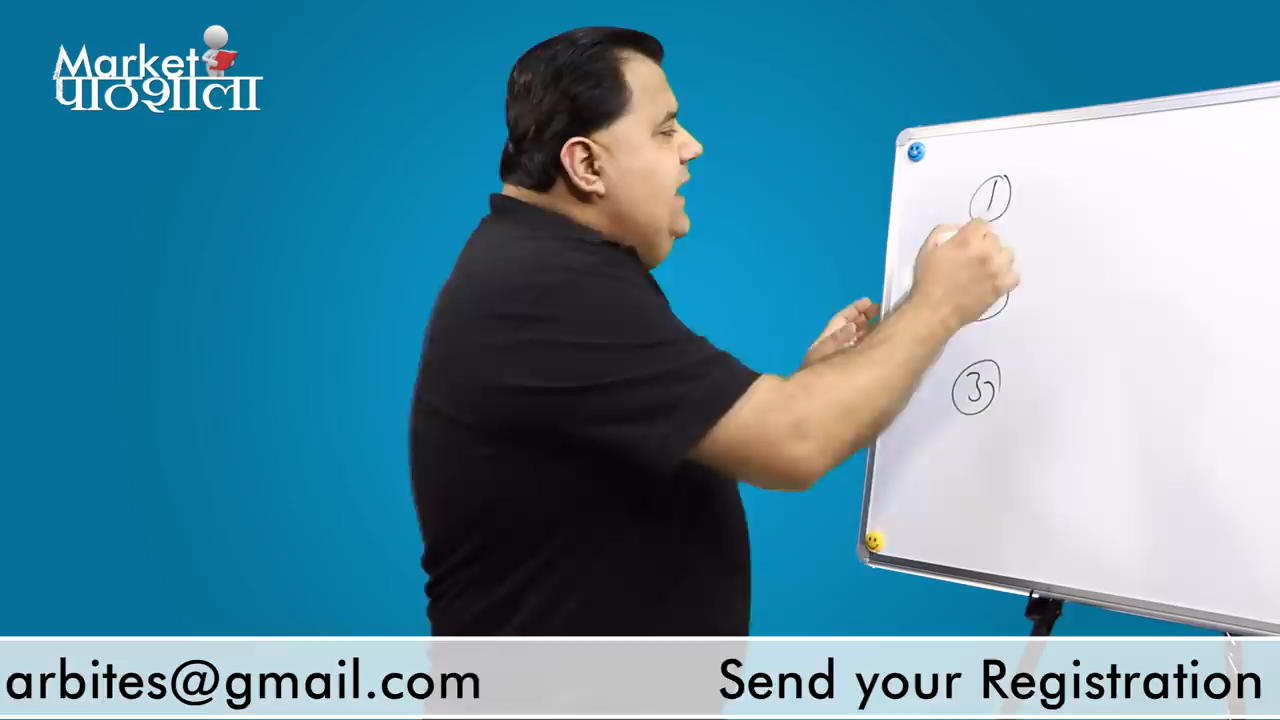 Market
पाठशाला
1
3
arbites@gmail.com Send your Registration